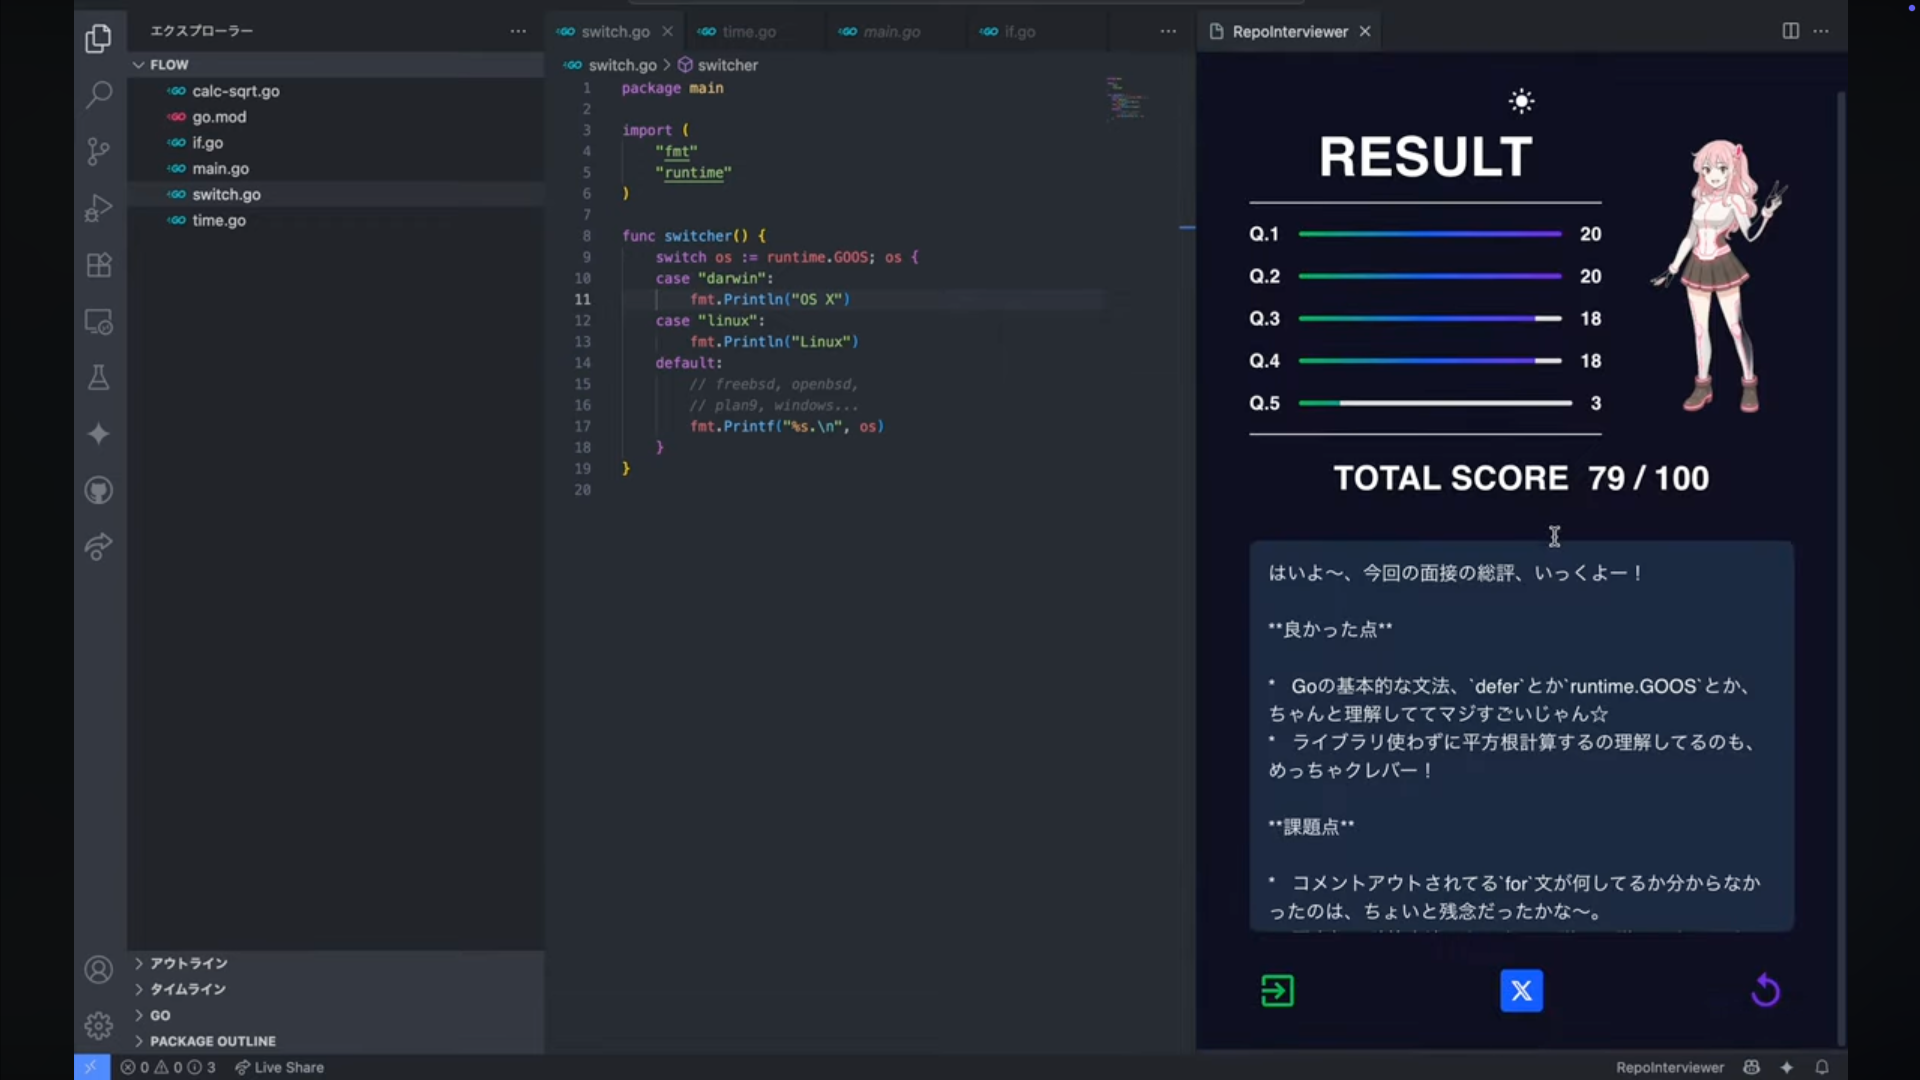 エクスプローラー
FLOW
calc-sqrt.go
go.mod
if.go
main.go
switch.go
time.go
アウトライン
タイムライン
GO
PACKAGE OUTLINE
switch.go
time.go
main.go
if.go
switch.go > switcher
1 package main
2
3 import (
4 "fmt"
5 "runtime"
6 )
7
8 func switcher() {
9 switch os := runtime.GOOS; os {
10 case "darwin":
11 fmt.Println("OS X")
12 case "linux":
13 fmt.Println("Linux")
14 default:
15 // freebsd, openbsd,
16 // plan9, windows...
17 fmt.Printf("%s.\n", os)
18 }
19 }
20
RepoInterviewer
RESULT
Q.1 20
Q.2 20
Q.3 18
Q.4 18
Q.5 3
TOTAL SCORE 79 / 100
はいよ〜、今回の面接の総評、いっくよー！
**良かった点**
* Goの基本的な文法、`defer`とか`runtime.GOOS`とか、
ちゃんと理解しててマジすごいじゃん☆
* ライブラリ使わずに平方根計算するの理解してるのも、
めっちゃクレバー！
**課題点**
* コメントアウトされてる`for`文が何してるか分からなか
ったのは、ちょいと残念だったかな〜。
0 0 3 Live Share
RepoInterviewer